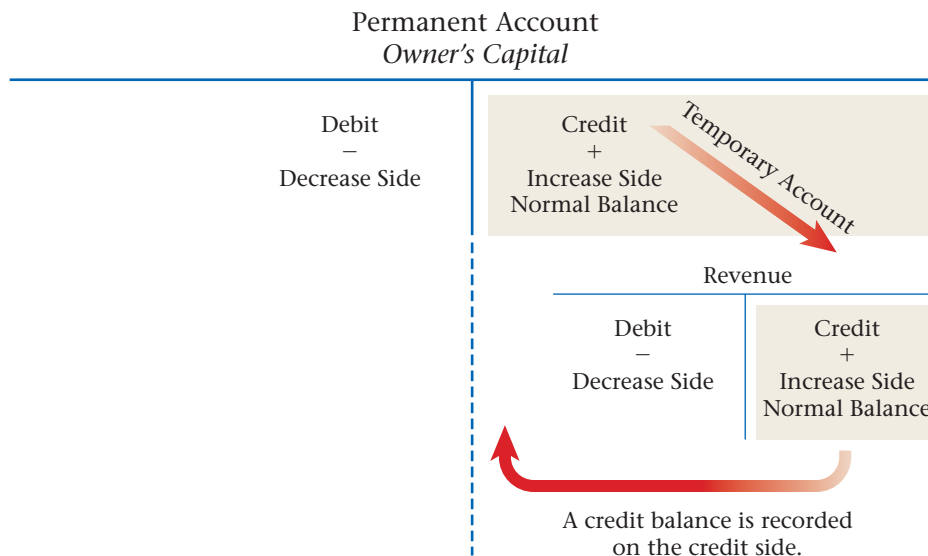 Permanent Account
Owner's Capital
Debit
−
Decrease Side
Credit
+
Increase Side
Normal Balance
Temporary Account
Revenue
Debit
−
Decrease Side
Credit
+
Increase Side
Normal Balance
A credit balance is recorded
on the credit side.